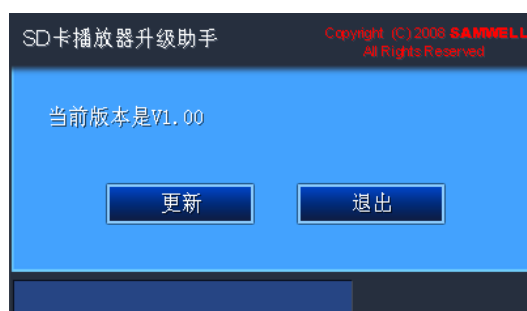 SD卡播放器升级助手
Copyright (C) 2008 SAMWELL
All Rights Reserved
当前版本是V1.00
更新
退出